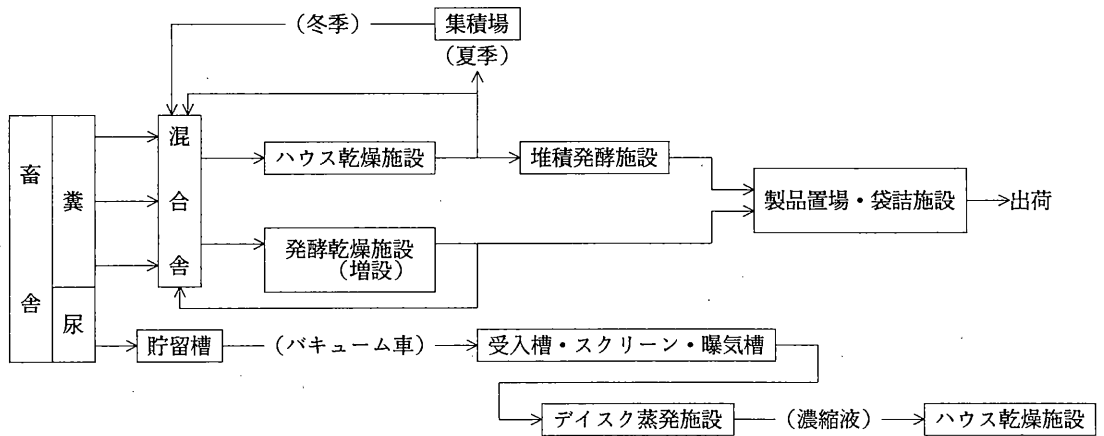 （冬季）
集積場
（夏季）
畜舎
糞
尿
混合舎
ハウス乾燥施設
堆積発酵施設
製品置場・袋詰施設
出荷
発酵乾燥施設
（増設）
貯留槽
（バキューム車）
受入槽・スクリーン・曝気槽
デイスク蒸発施設
（濃縮液）
ハウス乾燥施設